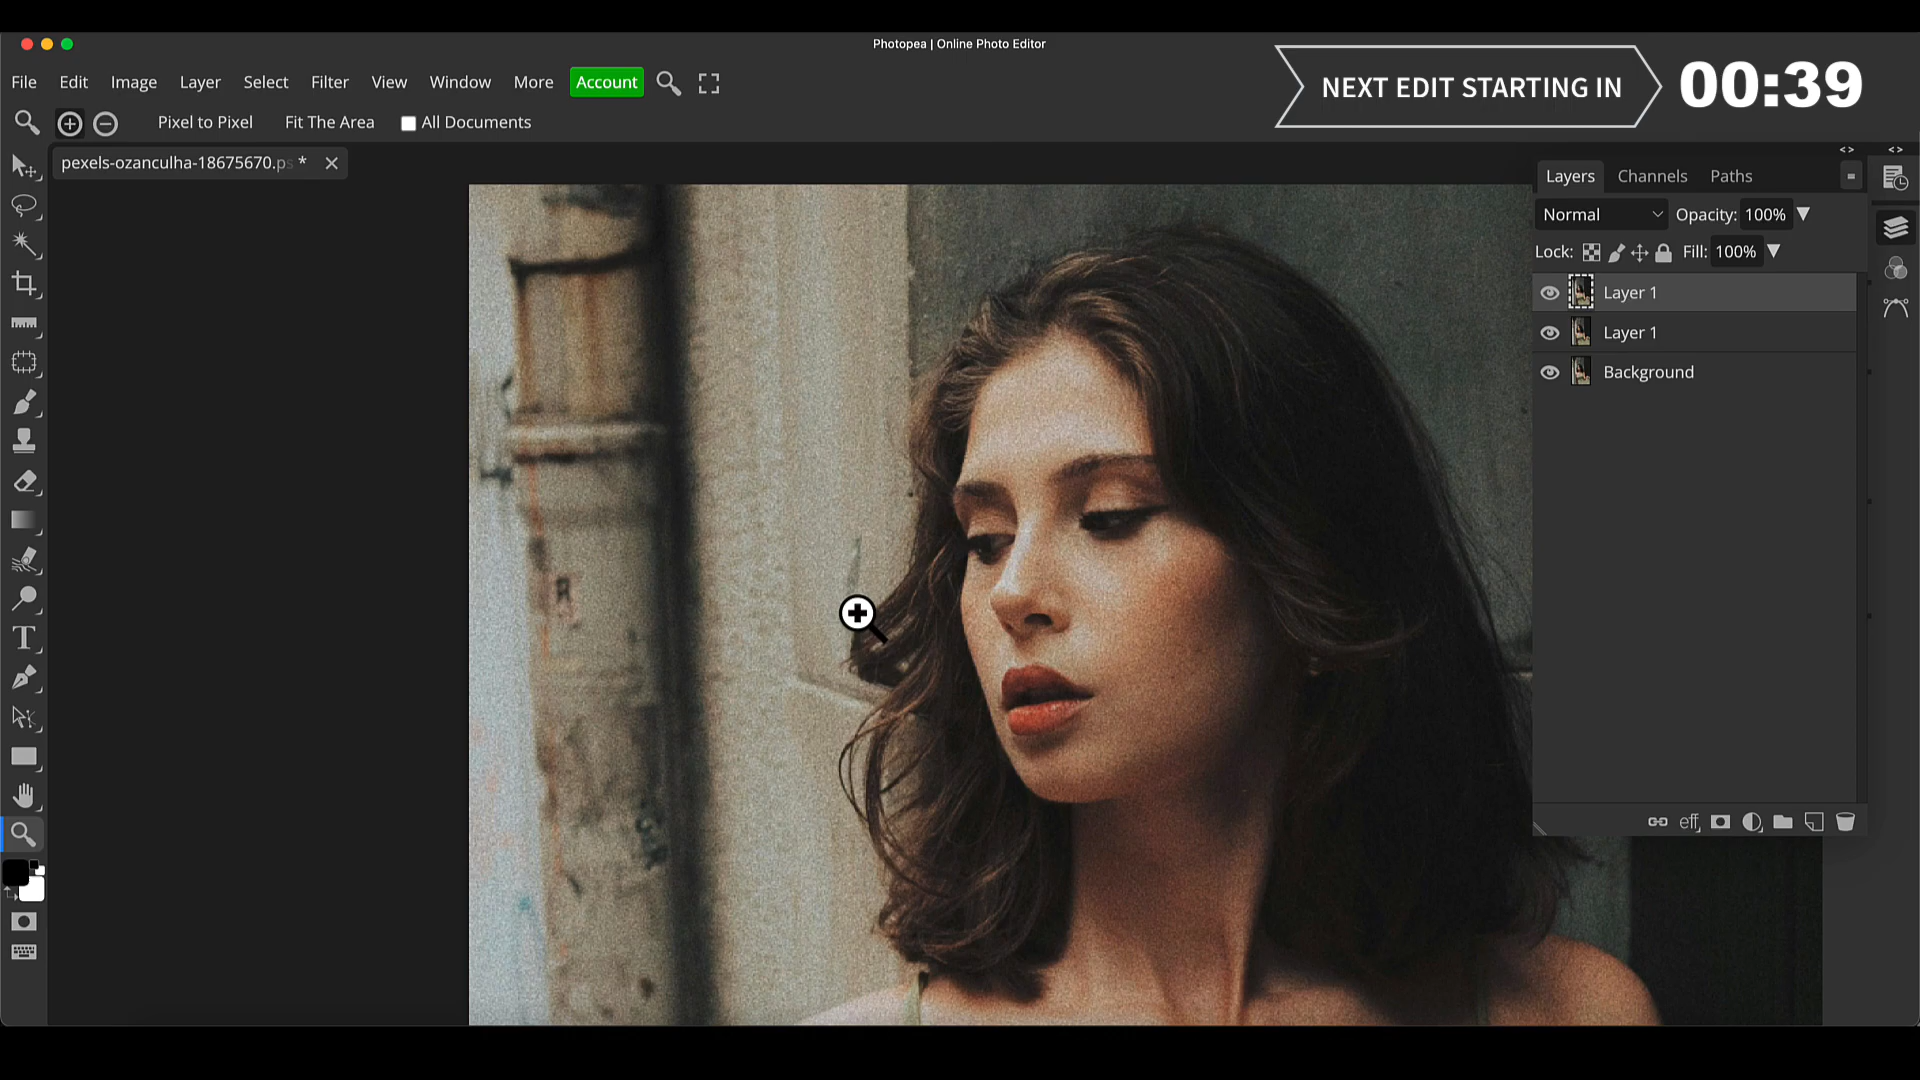 Photopea | Online Photo Editor
File Edit Image Layer Select Filter View Window More Account
NEXT EDIT STARTING IN 00:39
Pixel to Pixel Fit The Area All Documents
pexels-ozanculha-18675670.ps *
Layers Channels Paths
Normal Opacity: 100%
Lock: Fill: 100%
Layer 1
Layer 1
Background
eff